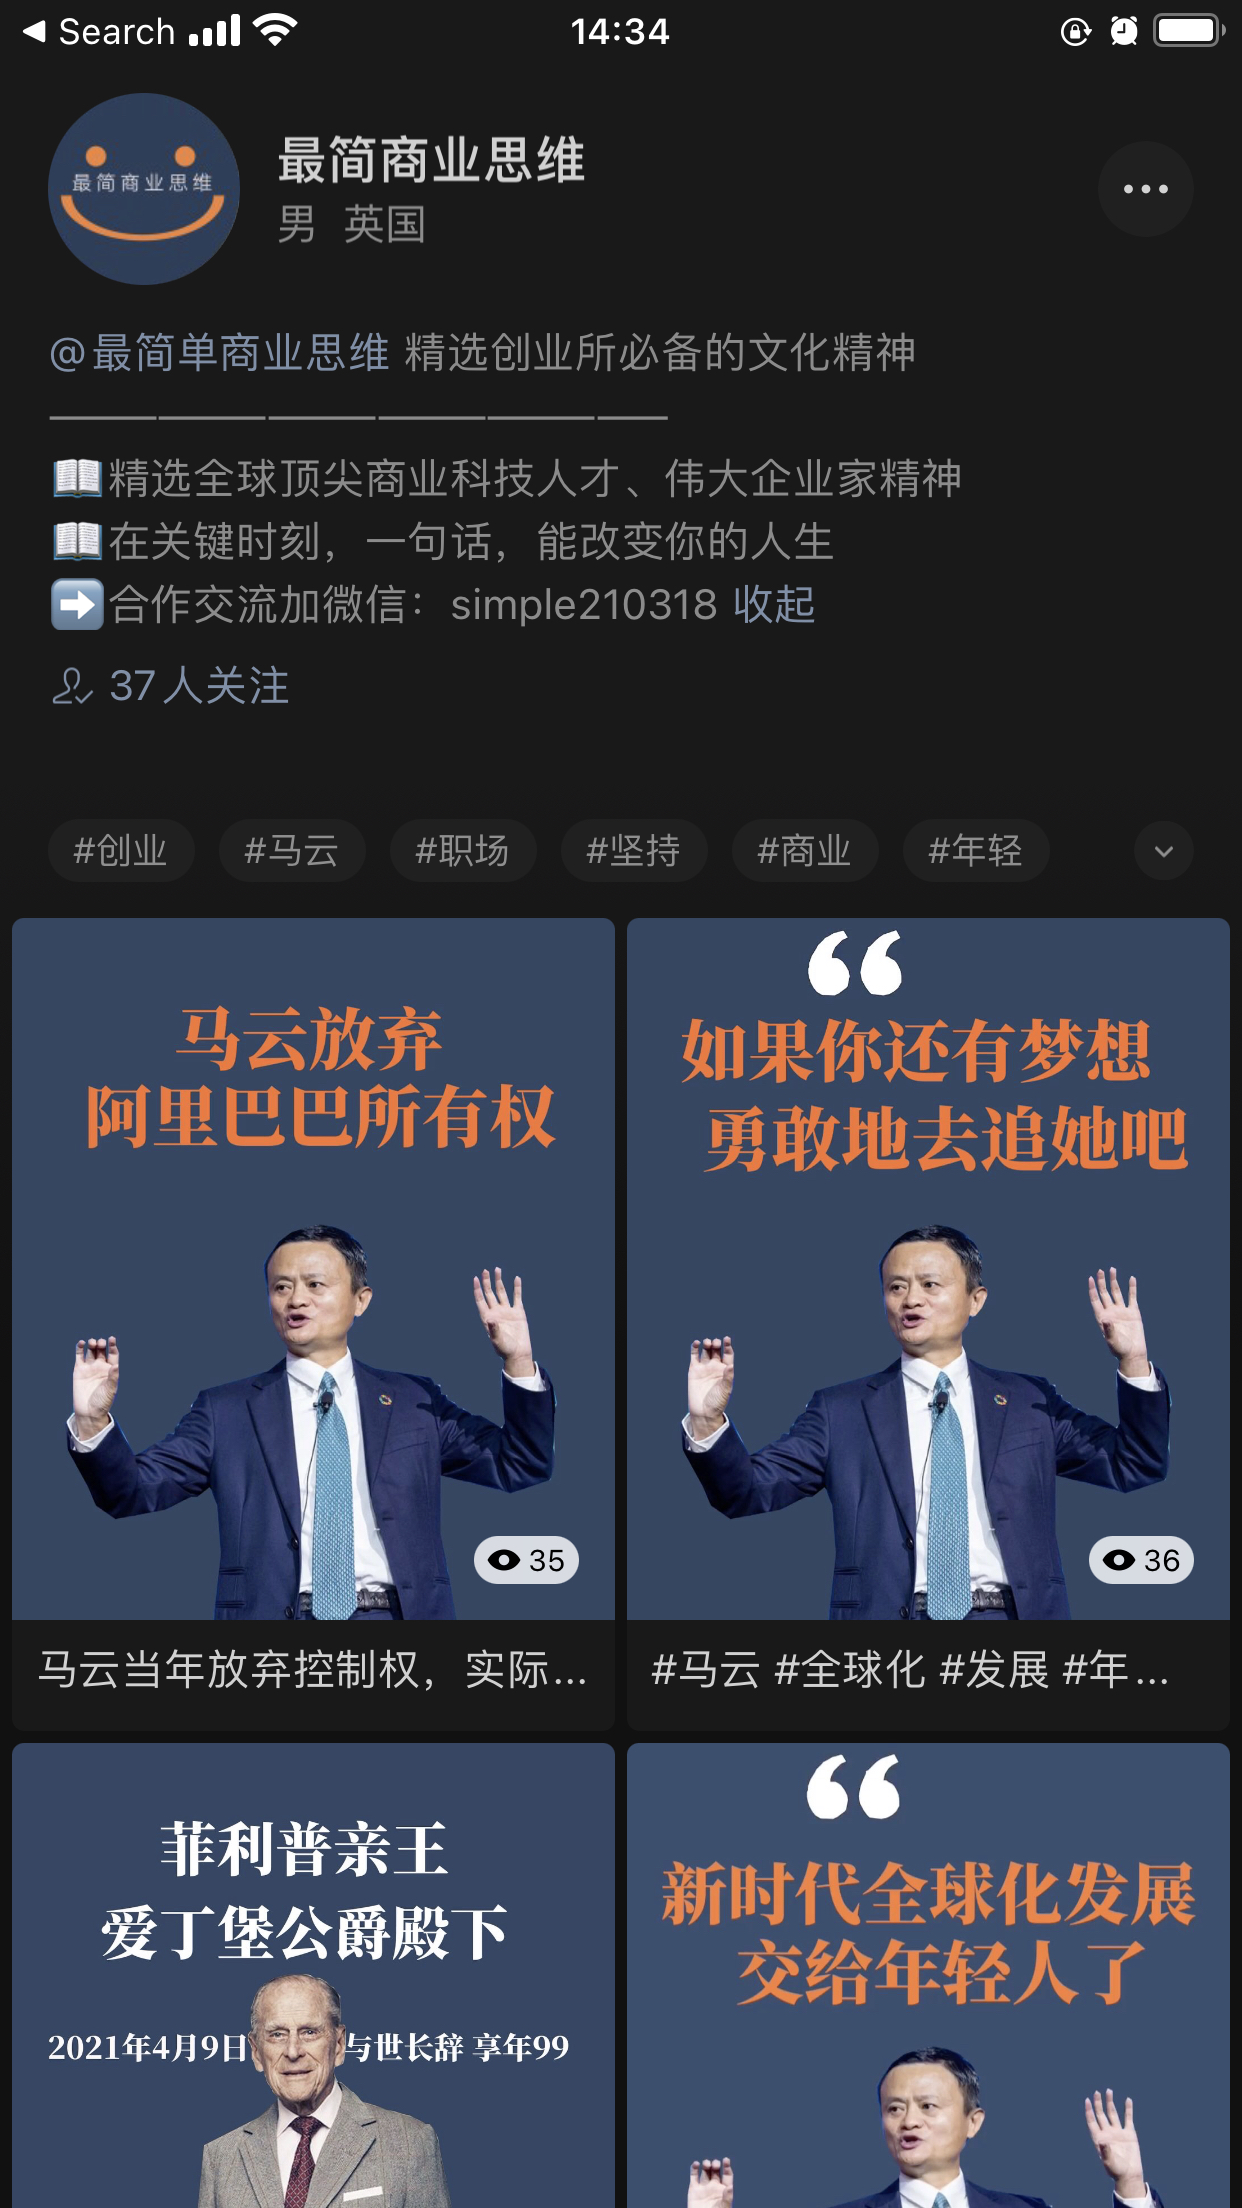 Search
14:34
最简商业思维
最简商业思维
男 英国
@最简单商业思维 精选创业所必备的文化精神
——————————————————
📖精选全球顶尖商业科技人才、伟大企业家精神
📖在关键时刻，一句话，能改变你的人生
➡️合作交流加微信：simple210318 收起
37人关注
#创业 #马云 #职场 #坚持 #商业 #年轻
马云放弃
阿里巴巴所有权
35
马云当年放弃控制权，实际...
“
如果你还有梦想
勇敢地去追她吧
36
#马云 #全球化 #发展 #年...
菲利普亲王
爱丁堡公爵殿下
2021年4月9日 与世长辞 享年99
“
新时代全球化发展
交给年轻人了